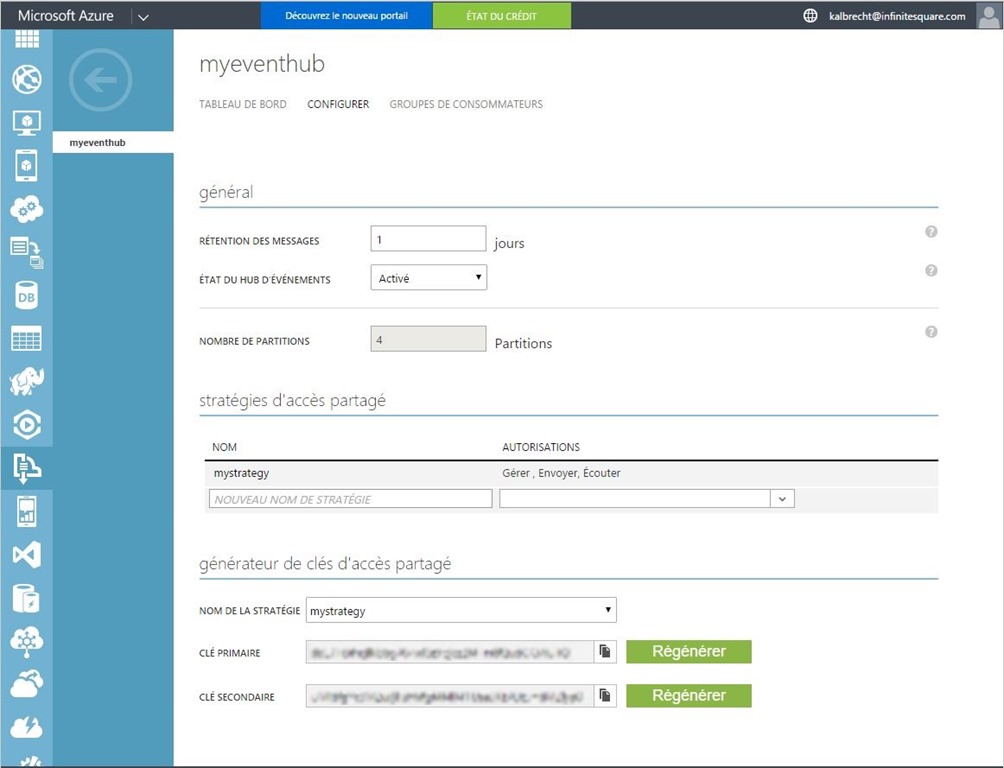 Microsoft Azure
Découvrez le nouveau portail
ÉTAT DU CRÉDIT
kalbrecht@infinitesquare.com
myeventhub
myeventhub
TABLEAU DE BORD CONFIGURER GROUPES DE CONSOMMATEURS
général
RÉTENTION DES MESSAGES 1 jours ?
ÉTAT DU HUB D'ÉVÉNEMENTS Activé ?
NOMBRE DE PARTITIONS 4 Partitions ?
stratégies d'accès partagé
NOM AUTORISATIONS
mystrategy Gérer , Envoyer, Écouter
NOUVEAU NOM DE STRATÉGIE
générateur de clés d'accès partagé
NOM DE LA STRATÉGIE mystrategy
CLÉ PRIMAIRE Régénérer
CLÉ SECONDAIRE Régénérer
DB